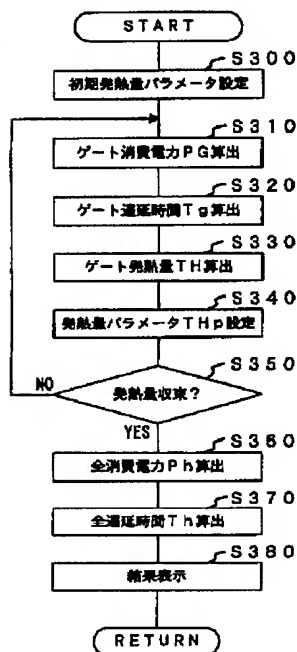 START
S300
初期発熱量パラメータ設定
S310
ゲート消費電力PG算出
S320
ゲート遅延時間Tg算出
S330
ゲート発熱量TH算出
S340
発熱量パラメータTHp設定
S350
発熱量収束?
NO
YES
S360
全消費電力Ph算出
S370
全遅延時間Th算出
S380
結果表示
RETURN